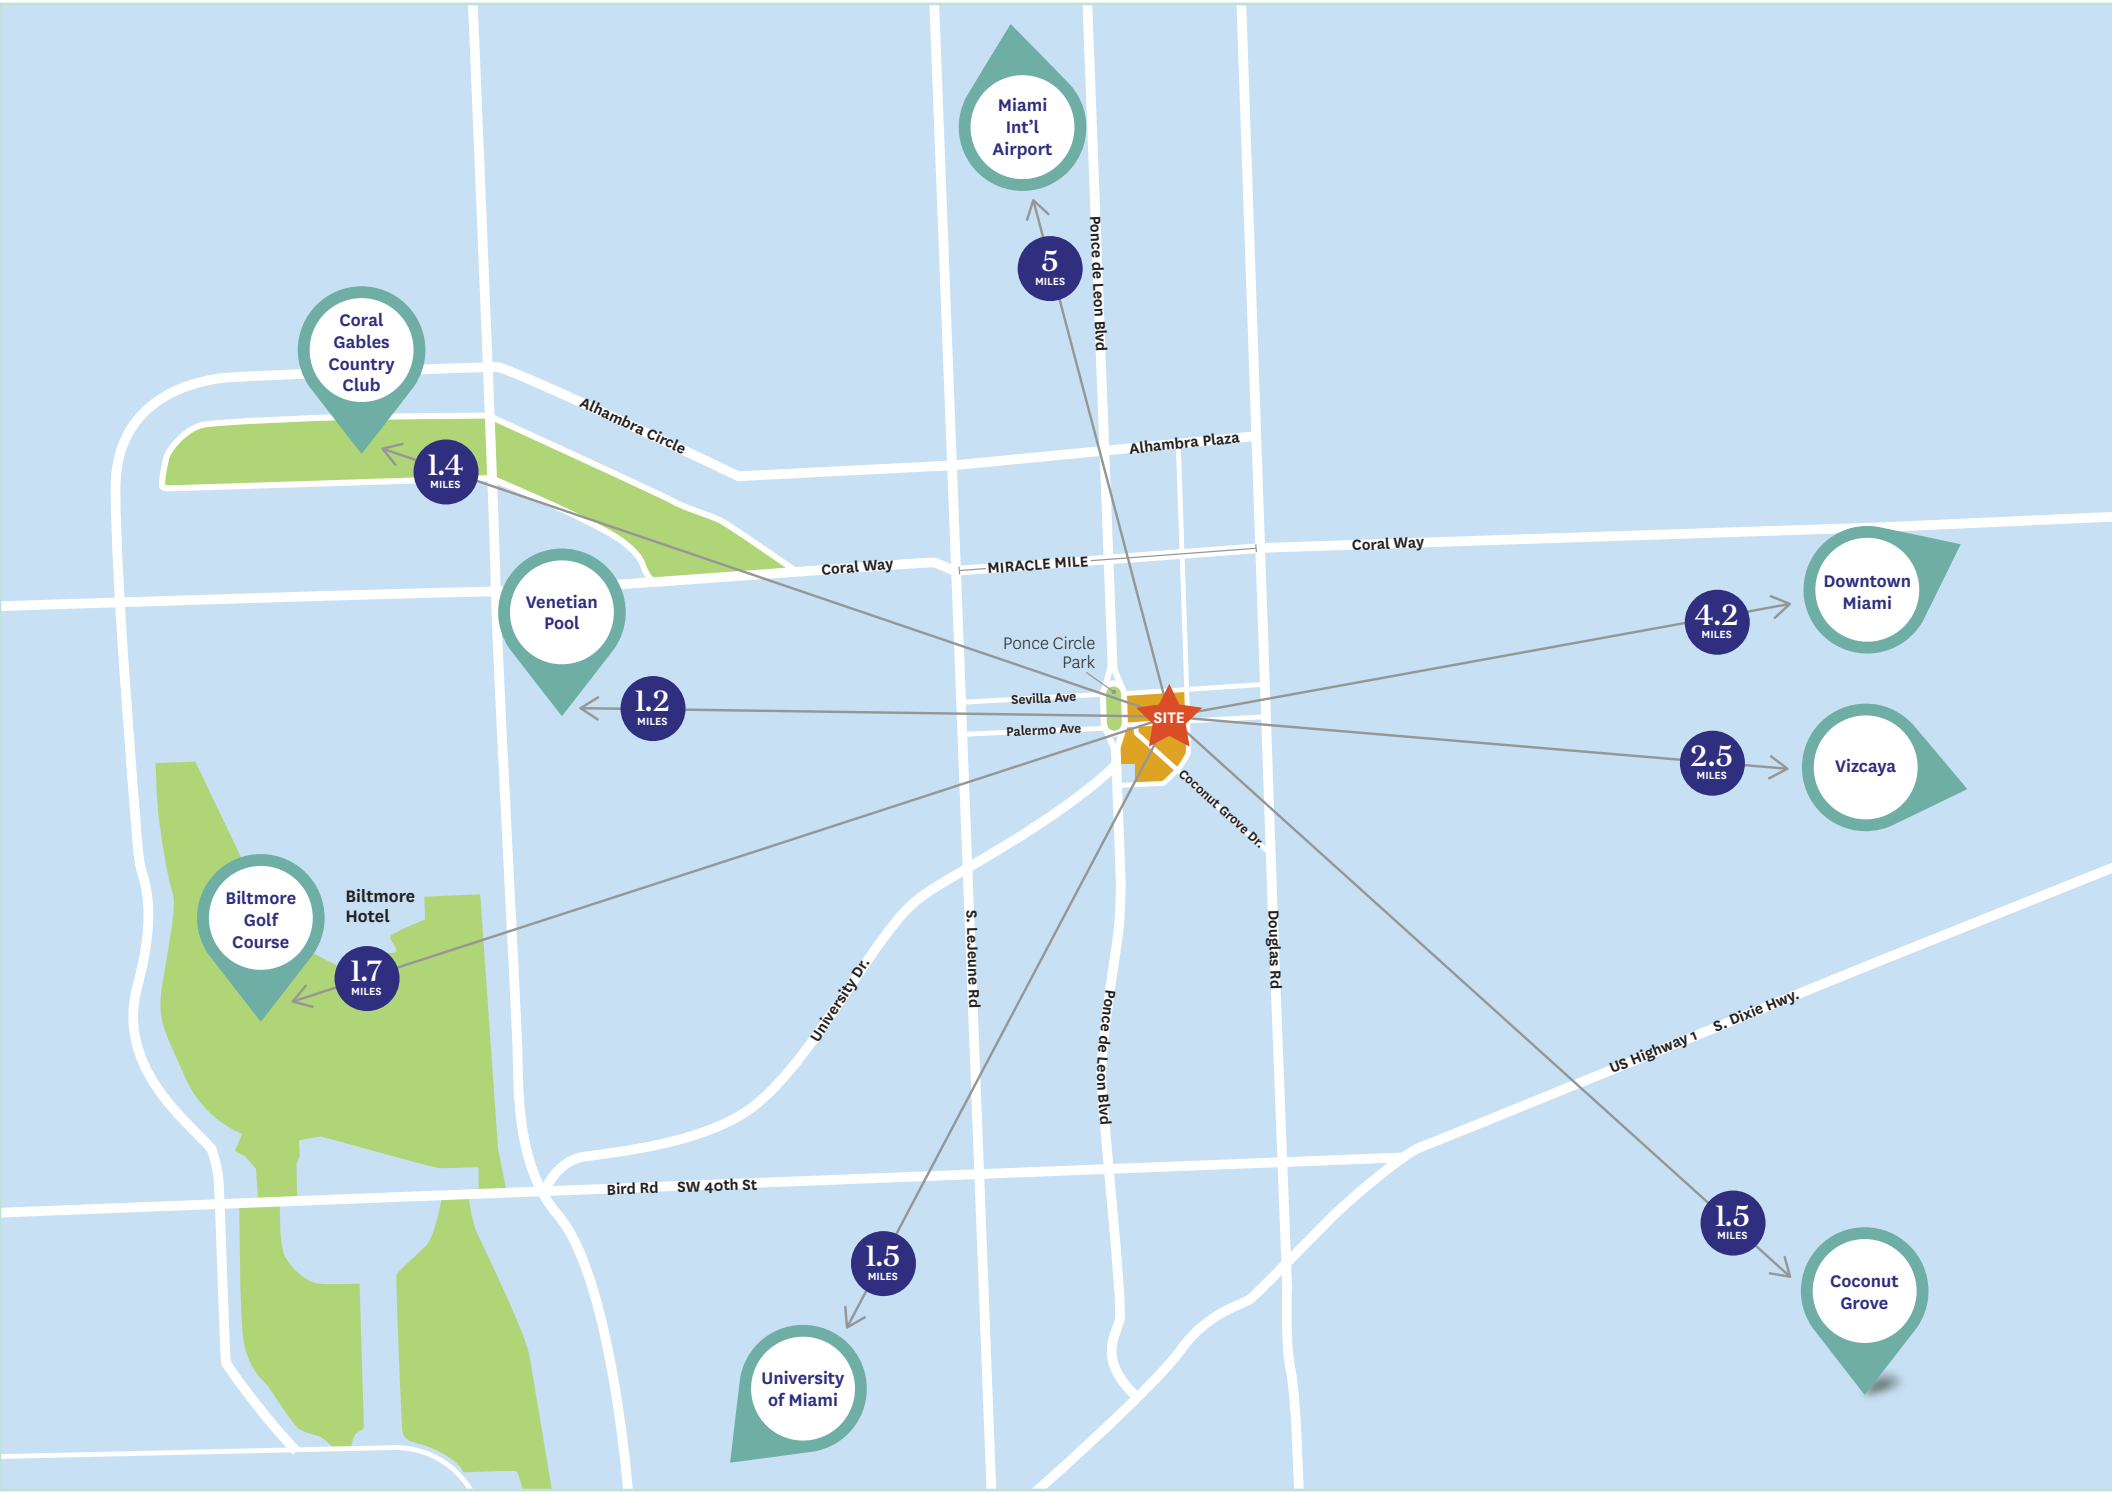 Miami
Int'l
Airport
5
MILES
Ponce de Leon Blvd
Coral
Gables
Country
Club
1.4
MILES
Alhambra Circle
Alhambra Plaza
Coral Way
MIRACLE MILE
Coral Way
Downtown
Miami
4.2
MILES
Venetian
Pool
1.2
MILES
Ponce Circle
Park
Sevilla Ave
Palermo Ave
SITE
2.5
MILES
Vizcaya
Coconut Grove Dr.
Biltmore
Golf
Course
Biltmore
Hotel
1.7
MILES
University Dr.
S. LeJeune Rd
Ponce de Leon Blvd
Douglas Rd
US Highway 1 S. Dixie Hwy.
Bird Rd SW 40th St
1.5
MILES
University
of Miami
1.5
MILES
Coconut
Grove